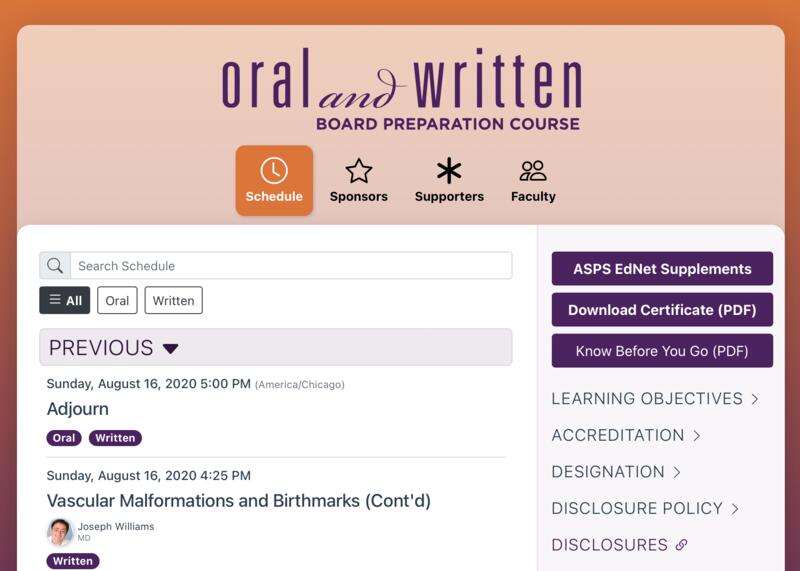 oral and written
BOARD PREPARATION COURSE
Schedule
Sponsors
Supporters
Faculty
Search Schedule
All
Oral
Written
PREVIOUS
Sunday, August 16, 2020 5:00 PM (America/Chicago)
Adjourn
Oral
Written
Sunday, August 16, 2020 4:25 PM
Vascular Malformations and Birthmarks (Cont'd)
Joseph Williams
MD
Written
ASPS EdNet Supplements
Download Certificate (PDF)
Know Before You Go (PDF)
LEARNING OBJECTIVES
ACCREDITATION
DESIGNATION
DISCLOSURE POLICY
DISCLOSURES